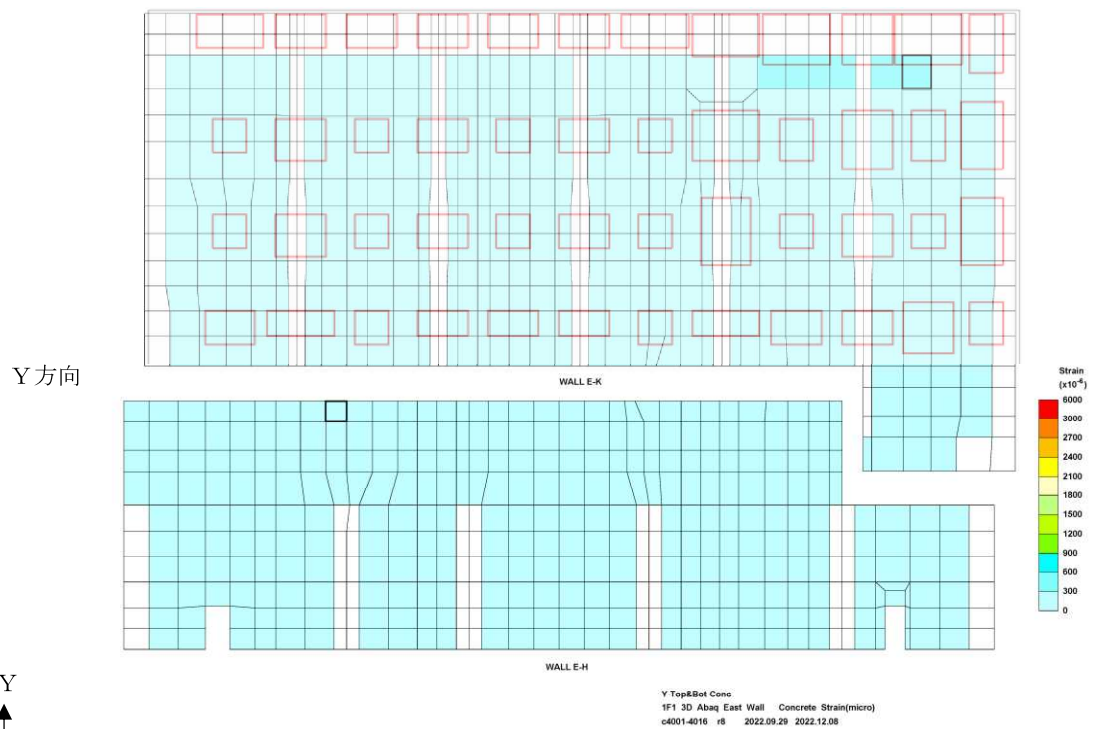 WALL E-K
Y方向
Strain
(x10⁻⁶)
6000
3000
2700
2400
2100
1800
1500
1200
900
600
300
0
WALL E-H
Y
Y Top&Bot Conc
1F1 3D Abaq East Wall Concrete Strain(micro)
c4001-4016 r8 2022.09.29 2022.12.08